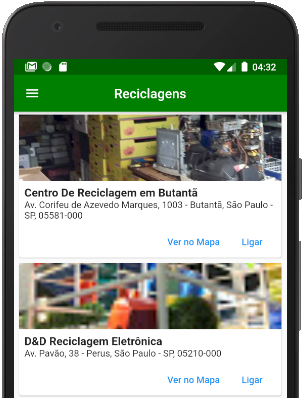 04:32
Reciclagens
Centro De Reciclagem em Butantã
Av. Corifeu de Azevedo Marques, 1003 - Butantã, São Paulo -
SP, 05581-000
Ver no Mapa Ligar
D&D Reciclagem Eletrônica
Av. Pavão, 38 - Perus, São Paulo - SP, 05210-000
Ver no Mapa Ligar